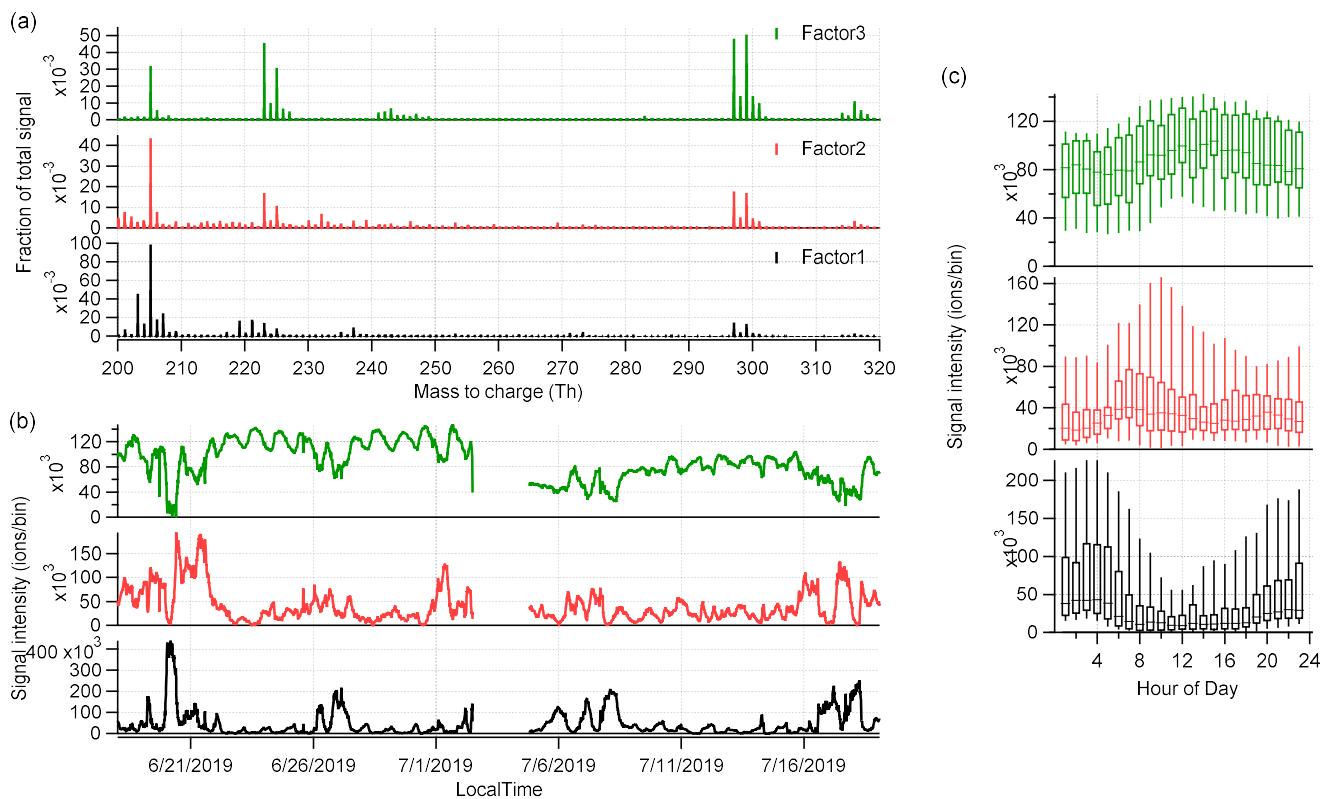 (a)
Fraction of total signal
x10⁻³
50
40
30
20
10
0
Factor3
x10⁻³
40
20
0
Factor2
x10⁻³
100
80
60
40
20
0
Factor1
200 210 220 230 240 250 260 270 280 290 300 310 320
Mass to charge (Th)
(b)
Signal intensity (ions/bin)
x10³
120
80
40
0
x10³
150
100
50
0
400 x10³
300
200
100
0
6/21/2019 6/26/2019 7/1/2019 7/6/2019 7/11/2019 7/16/2019
LocalTime
(c)
Signal intensity (ions/bin)
x10³
120
80
40
0
x10³
160
120
80
40
0
x10³
200
150
100
50
0
4 8 12 16 20 24
Hour of Day